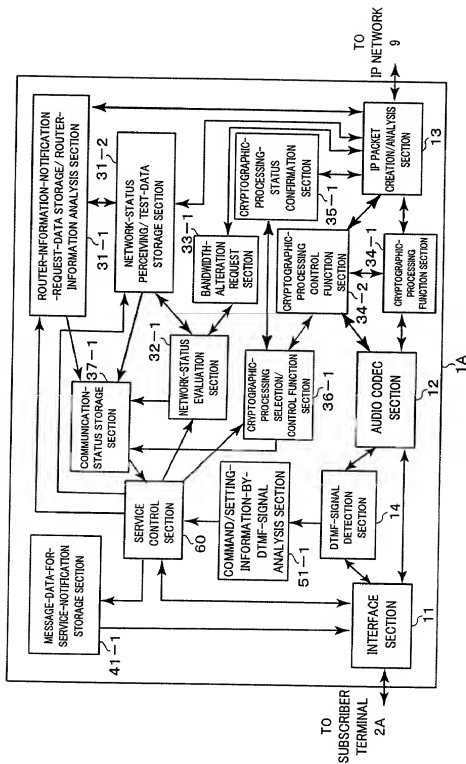 MESSAGE-DATA-FOR-
SERVICE-NOTIFICATION
STORAGE SECTION
41-1
SERVICE
CONTROL
SECTION
60
COMMUNICATION-
STATUS STORAGE
SECTION
37-1
ROUTER-INFORMATION-NOTIFICATION
-REQUEST-DATA STORAGE/ROUTER-
INFORMATION ANALYSIS SECTION
31-1
NETWORK-STATUS
PERCEIVING/TEST-DATA
STORAGE SECTION
31-2
NETWORK-STATUS
EVALUATION
SECTION
32-1
BANDWIDTH-
ALTERATION
REQUEST
SECTION
33-1
CRYPTOGRAPHIC-
PROCESSING-
STATUS
CONFIRMATION
SECTION
35-1
CRYPTOGRAPHIC-
PROCESSING
SELECTION/
CONTROL FUNCTION
SECTION
36-1
CRYPTOGRAPHIC-
PROCESSING
CONTROL
FUNCTION
SECTION
34-2
COMMAND/SETTING-
INFORMATION-BY-
DTMF-SIGNAL
ANALYSIS SECTION
51-1
DTMF-SIGNAL
DETECTION
SECTION
14
TO
SUBSCRIBER
TERMINAL
2A
INTERFACE
SECTION
11
AUDIO CODEC
SECTION
12
34-1
CRYPTOGRAPHIC-
PROCESSING
FUNCTION SECTION
IP PACKET
CREATION/ANALYSIS
SECTION
13
TO
IP NETWORK
9
1A